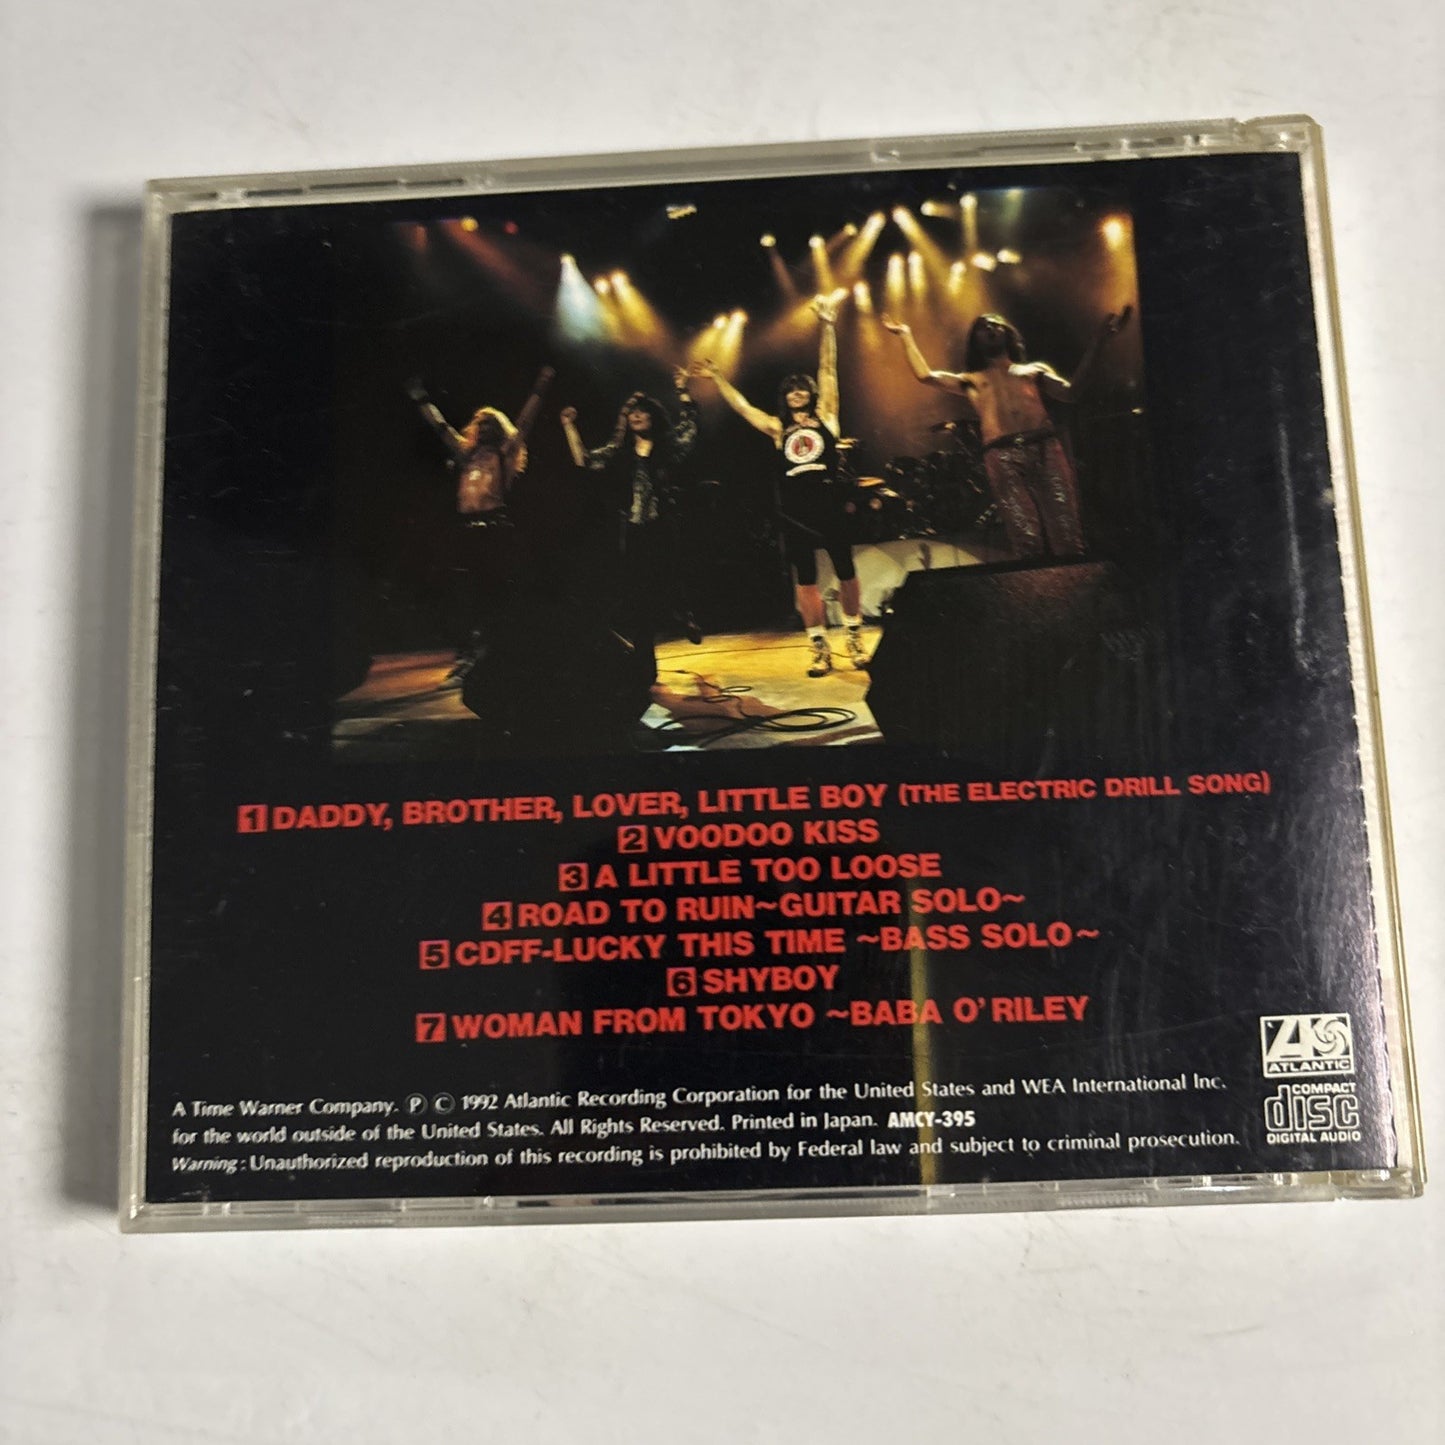 1 DADDY, BROTHER, LOVER, LITTLE BOY (THE ELECTRIC DRILL SONG)
2 VOODOO KISS
3 A LITTLE TOO LOOSE
4 ROAD TO RUIN~GUITAR SOLO~
5 CDFF-LUCKY THIS TIME ~BASS SOLO~
6 SHYBOY
7 WOMAN FROM TOKYO ~BABA O' RILEY
A Time Warner Company. Ⓟ Ⓒ 1992 Atlantic Recording Corporation for the United States and WEA International Inc.
for the world outside of the United States. All Rights Reserved. Printed in Japan. AMCY-395
Warning : Unauthorized reproduction of this recording is prohibited by Federal law and subject to criminal prosecution.
ATLANTIC
COMPACT
disc
DIGITAL AUDIO